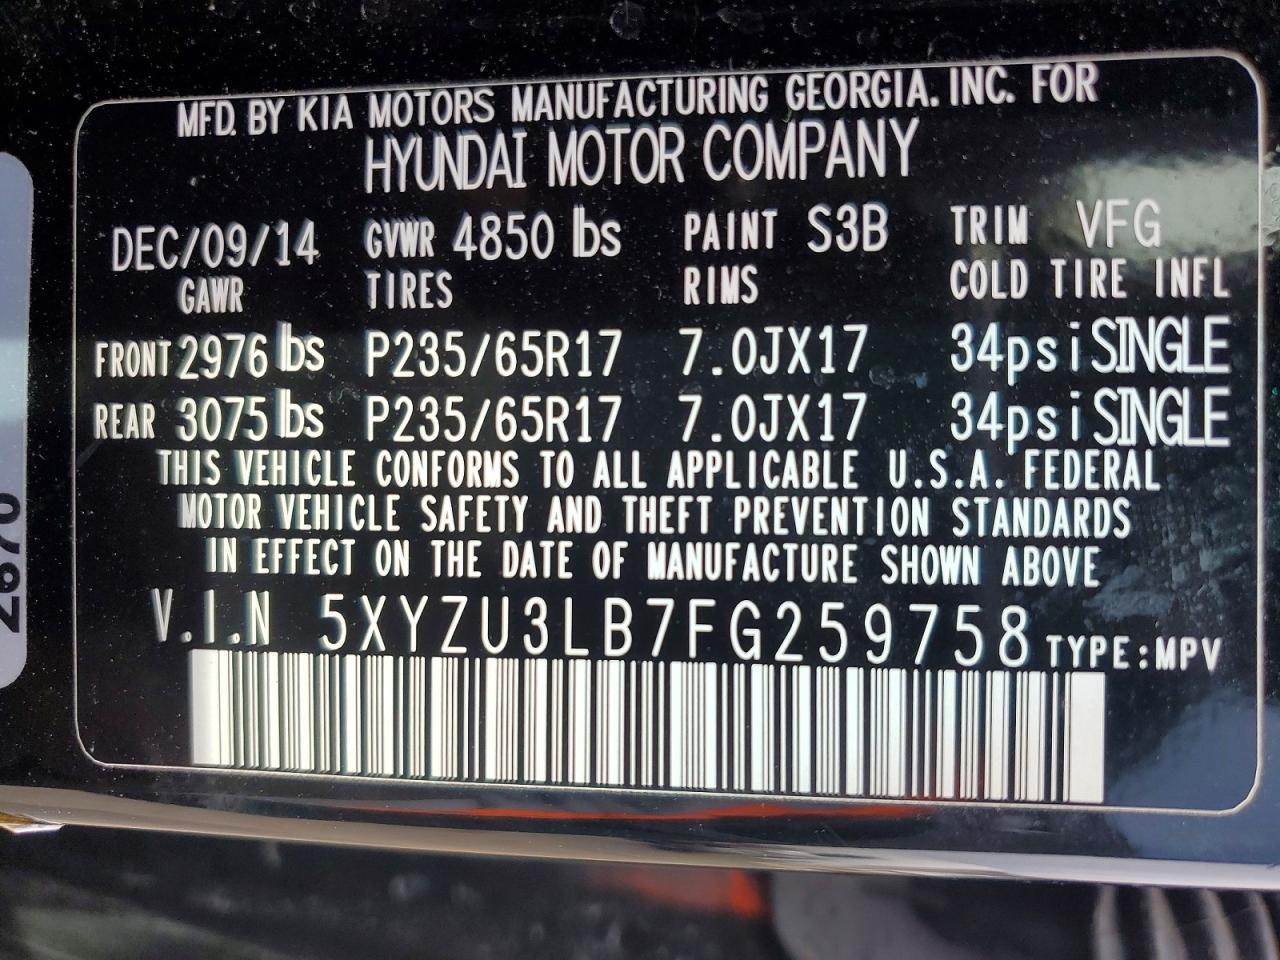 MFD. BY KIA MOTORS MANUFACTURING GEORGIA. INC. FOR
HYUNDAI MOTOR COMPANY
DEC/09/14 GVWR 4850 lbs PAINT S3B TRIM VFG
GAWR TIRES RIMS COLD TIRE INFL
FRONT 2976 lbs P235/65R17 7.0JX17 34psi SINGLE
REAR 3075 lbs P235/65R17 7.0JX17 34psi SINGLE
THIS VEHICLE CONFORMS TO ALL APPLICABLE U.S.A. FEDERAL
MOTOR VEHICLE SAFETY AND THEFT PREVENTION STANDARDS
IN EFFECT ON THE DATE OF MANUFACTURE SHOWN ABOVE
V.I.N 5XYZU3LB7FG259758 TYPE:MPV